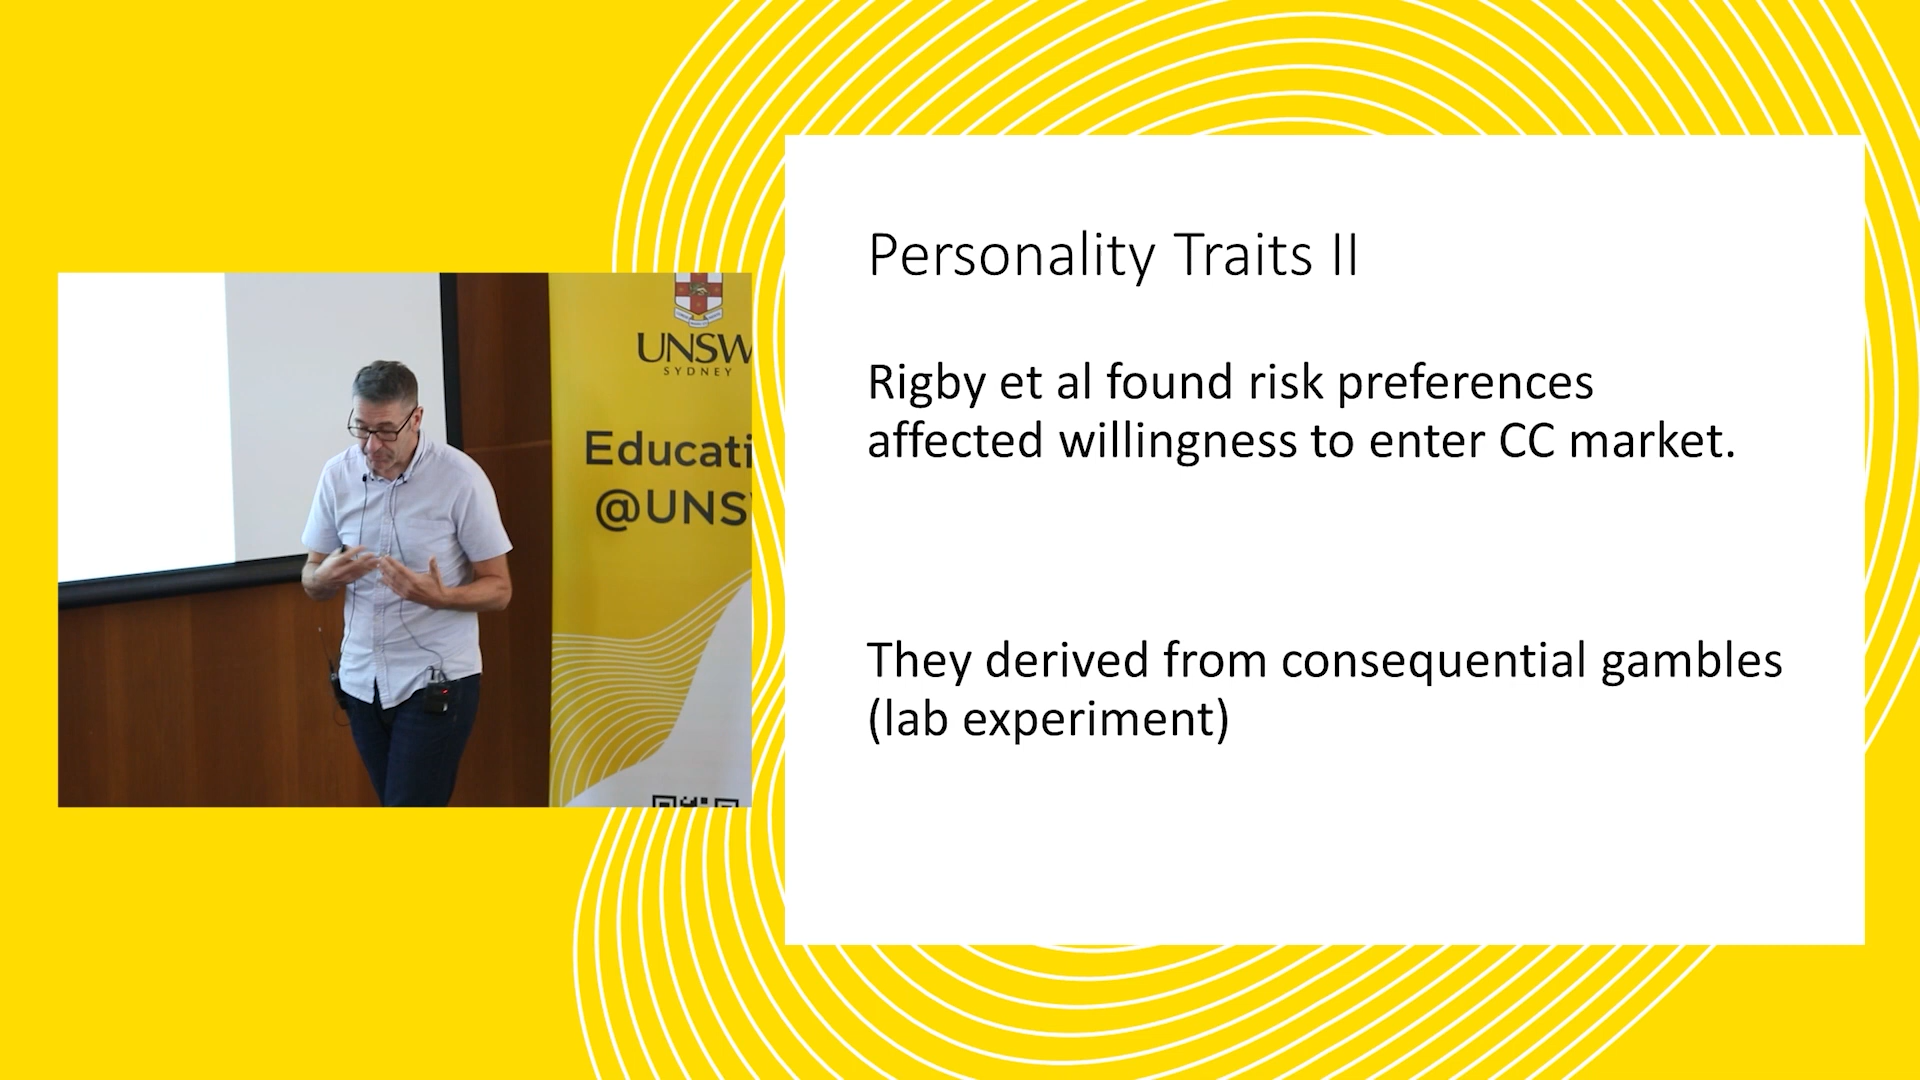 UNSW
SYDNEY
Educati
@UNS
Personality Traits II
Rigby et al found risk preferences
affected willingness to enter CC market.
They derived from consequential gambles
(lab experiment)